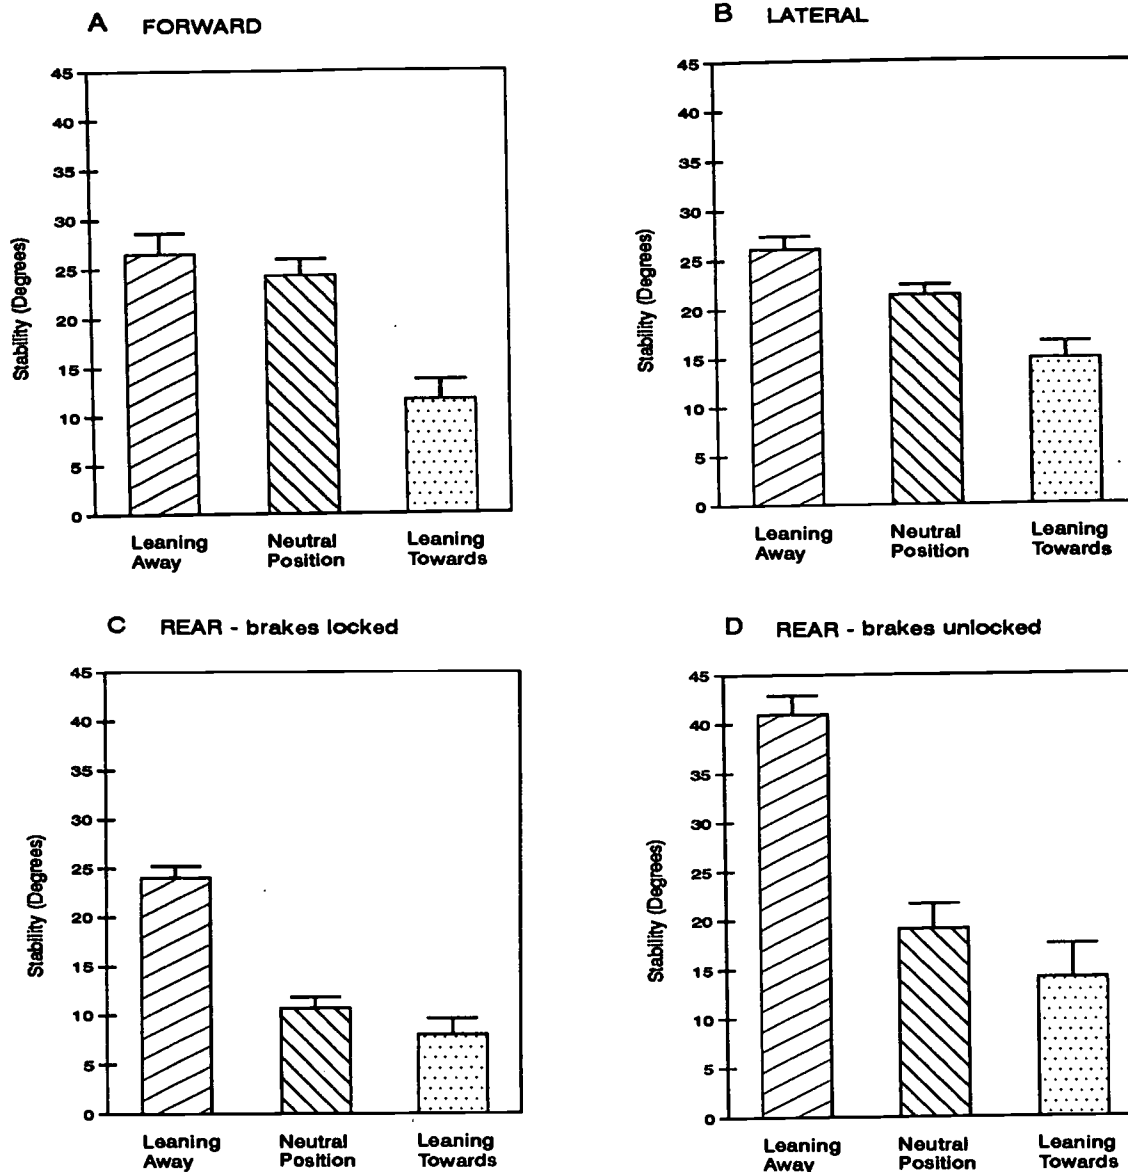 A FORWARD
45
40
35
30
25
20
15
10
5
0
Stability (Degrees)
Leaning Away
Neutral Position
Leaning Towards
B LATERAL
45
40
35
30
25
20
15
10
5
0
Stability (Degrees)
Leaning Away
Neutral Position
Leaning Towards
C REAR - brakes locked
45
40
35
30
25
20
15
10
5
0
Stability (Degrees)
Leaning Away
Neutral Position
Leaning Towards
D REAR - brakes unlocked
45
40
35
30
25
20
15
10
5
0
Stability (Degrees)
Leaning Away
Neutral Position
Leaning Towards